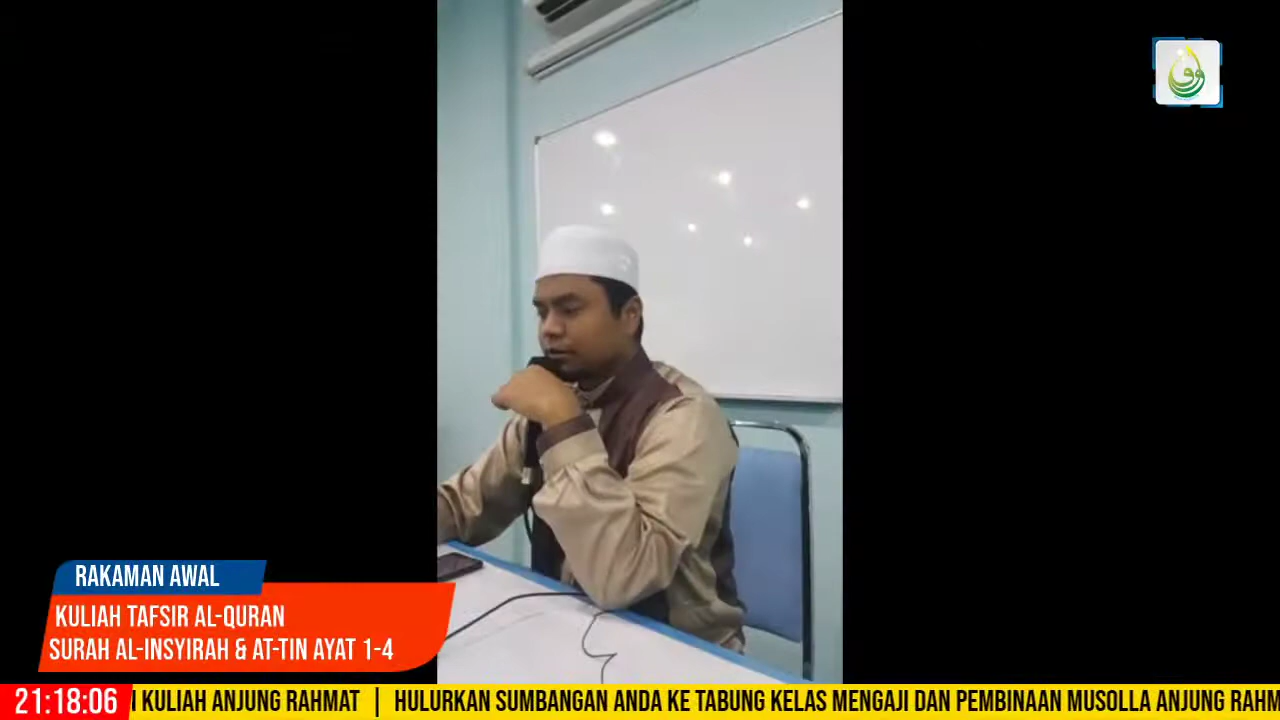 RAKAMAN AWAL
KULIAH TAFSIR AL-QURAN
SURAH AL-INSYIRAH & AT-TIN AYAT 1-4
21:18:06
KULIAH ANJUNG RAHMAT | HULURKAN SUMBANGAN ANDA KE TABUNG KELAS MENGAJI DAN PEMBINAAN MUSOLLA ANJUNG